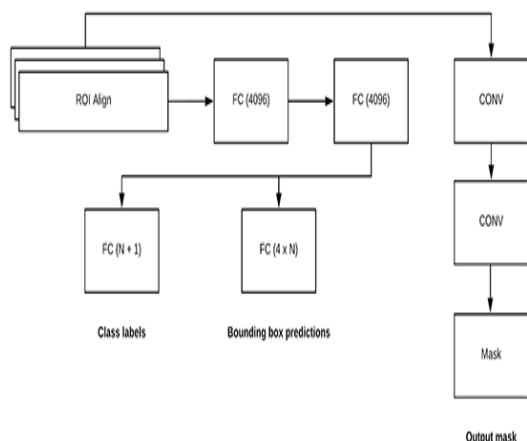 ROI Align
FC (4096)
FC (4096)
CONV
FC (N + 1)
FC (4 x N)
CONV
Class labels
Bounding box predictions
Mask
Output mask